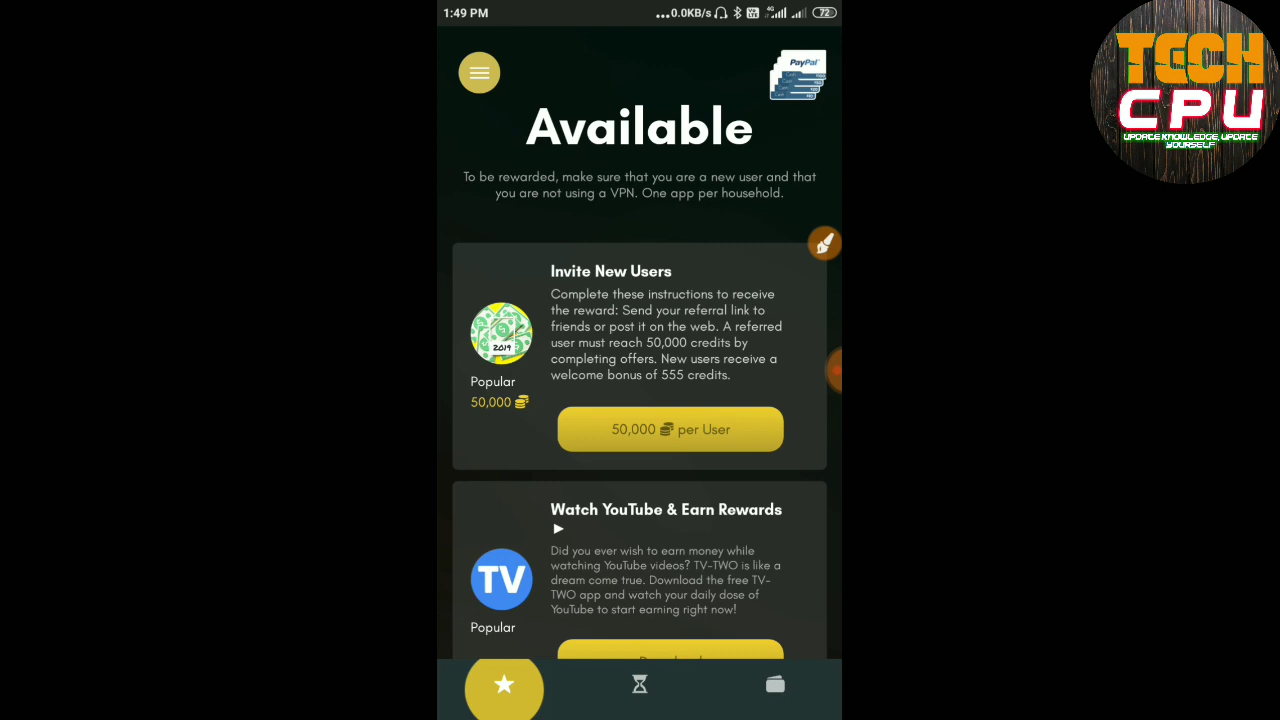 1:49 PM
...0.0KB/s
Vo
LTE
4G
72
TECH
CPU
UPDATE KNOWLEDGE, UPDATE
YOURSELF
PayPal
Available
To be rewarded, make sure that you are a new user and that
you are not using a VPN. One app per household.
Invite New Users
Complete these instructions to receive
the reward: Send your referral link to
friends or post it on the web. A referred
user must reach 50,000 credits by
completing offers. New users receive a
welcome bonus of 555 credits.
2019
Popular
50,000
50,000 per User
Watch YouTube & Earn Rewards
Did you ever wish to earn money while
watching YouTube videos? TV-TWO is like a
dream come true. Download the free TV-
TWO app and watch your daily dose of
YouTube to start earning right now!
TV
Popular